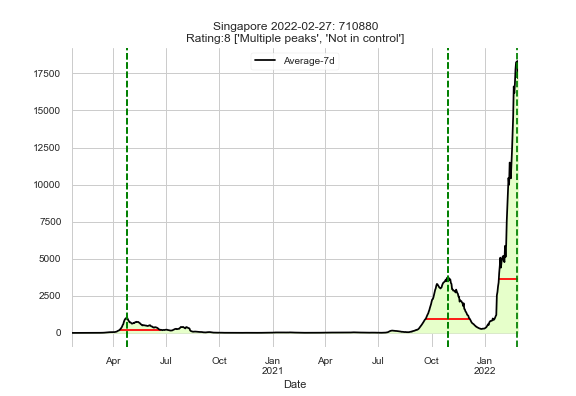 Singapore 2022-02-27: 710880
Rating:8 ['Multiple peaks', 'Not in control']
Average-7d
17500
15000
12500
10000
7500
5000
2500
0
Apr Jul Oct Jan Apr Jul Oct Jan
2021 2022
Date